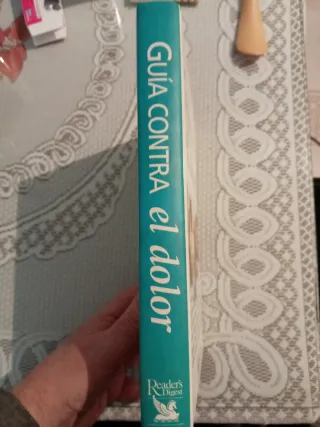 GUÍA CONTRA el dolor
Reader's
Digest